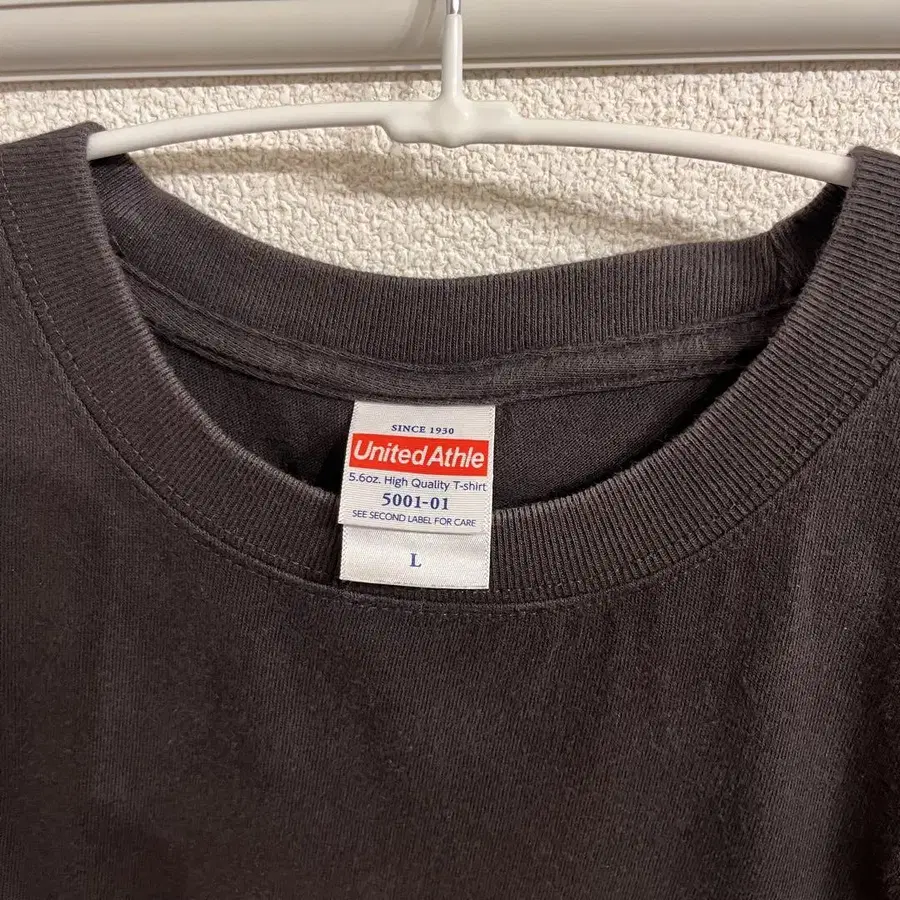 SINCE 1930
United Athle
5.6oz. High Quality T-shirt
5001-01
SEE SECOND LABEL FOR CARE
L